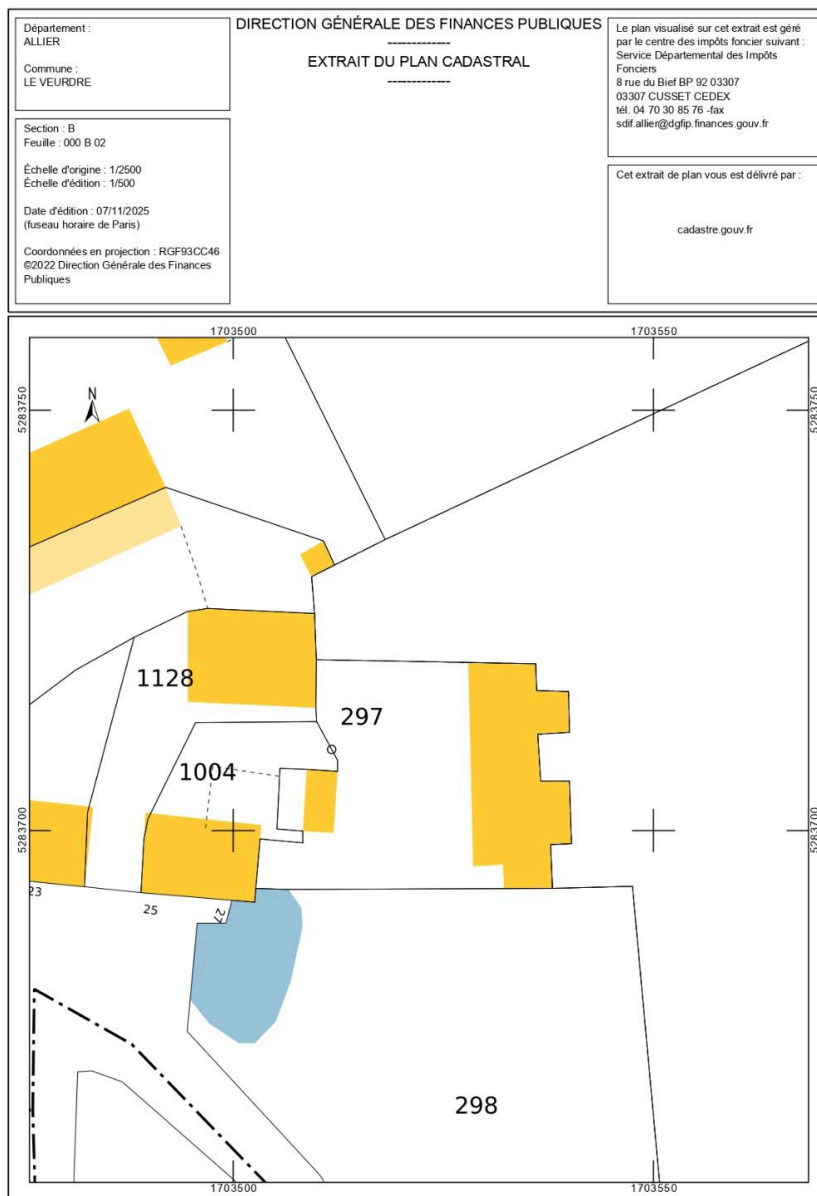 Département :
ALLIER
Commune :
LE VEURDRE
Section : B
Feuille : 000 B 02
Échelle d'origine : 1/2500
Échelle d'édition : 1/500
Date d'édition : 07/11/2025
(fuseau horaire de Paris)
Coordonnées en projection : RGF93CC46
©2022 Direction Générale des Finances
Publiques
DIRECTION GÉNÉRALE DES FINANCES PUBLIQUES
-------------
EXTRAIT DU PLAN CADASTRAL
-------------
Le plan visualisé sur cet extrait est géré
par le centre des impôts foncier suivant :
Service Départemental des Impôts
Fonciers
8 rue du Bief BP 92 03307
03307 CUSSET CEDEX
tél. 04 70 30 85 76 -fax
sdif.allier@dgfip.finances.gouv.fr
Cet extrait de plan vous est délivré par :
cadastre.gouv.fr
1703500
1703550
5283750
N
5283750
1128
297
1004
5283700
5283700
23
25
27
298
1703500
1703550